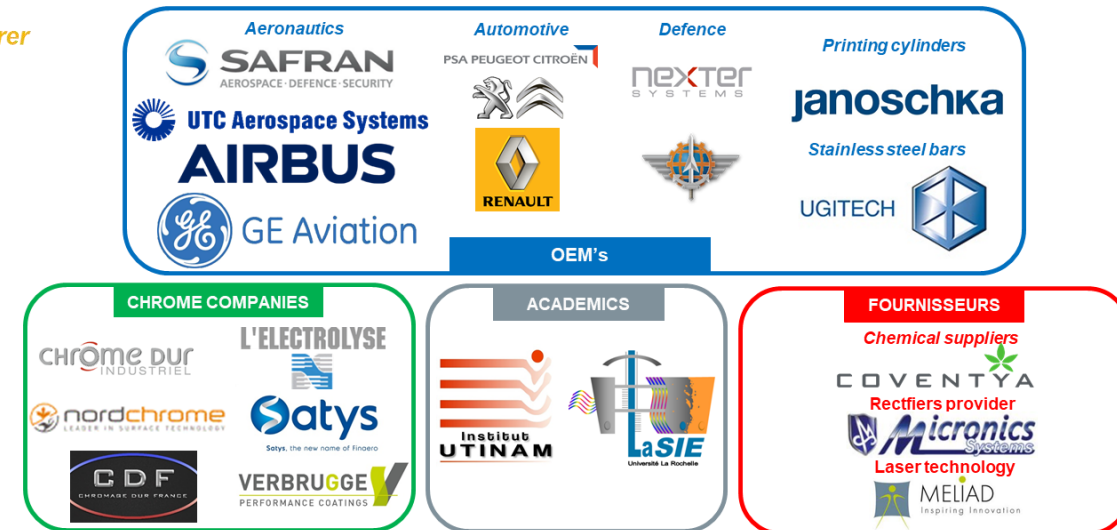 rer
Aeronautics
Automotive
Defence
Printing cylinders
SAFRAN
AEROSPACE·DEFENCE·SECURITY
PSA PEUGEOT CITROËN
nexter
SYSTEMS
janoschka
UTC Aerospace Systems
AIRBUS
RENAULT
Stainless steel bars
UGITECH
GE
GE Aviation
OEM's
CHROME COMPANIES
CHRÔME DUR
INDUSTRIEL
L'ELECTROLYSE
nordchrome
LEADER IN SURFACE TECHNOLOGY
Satys
Satys, the new name of Finaero
CDF
CHROMAGE DUR FRANCE
VERBRUGGE
PERFORMANCE COATINGS
ACADEMICS
Institut
UTINAM
LaSIE
Université La Rochelle
FOURNISSEURS
Chemical suppliers
COVENTYA
Rectfiers provider
Micronics
Systems
Laser technology
MELIAD
Inspiring Innovation